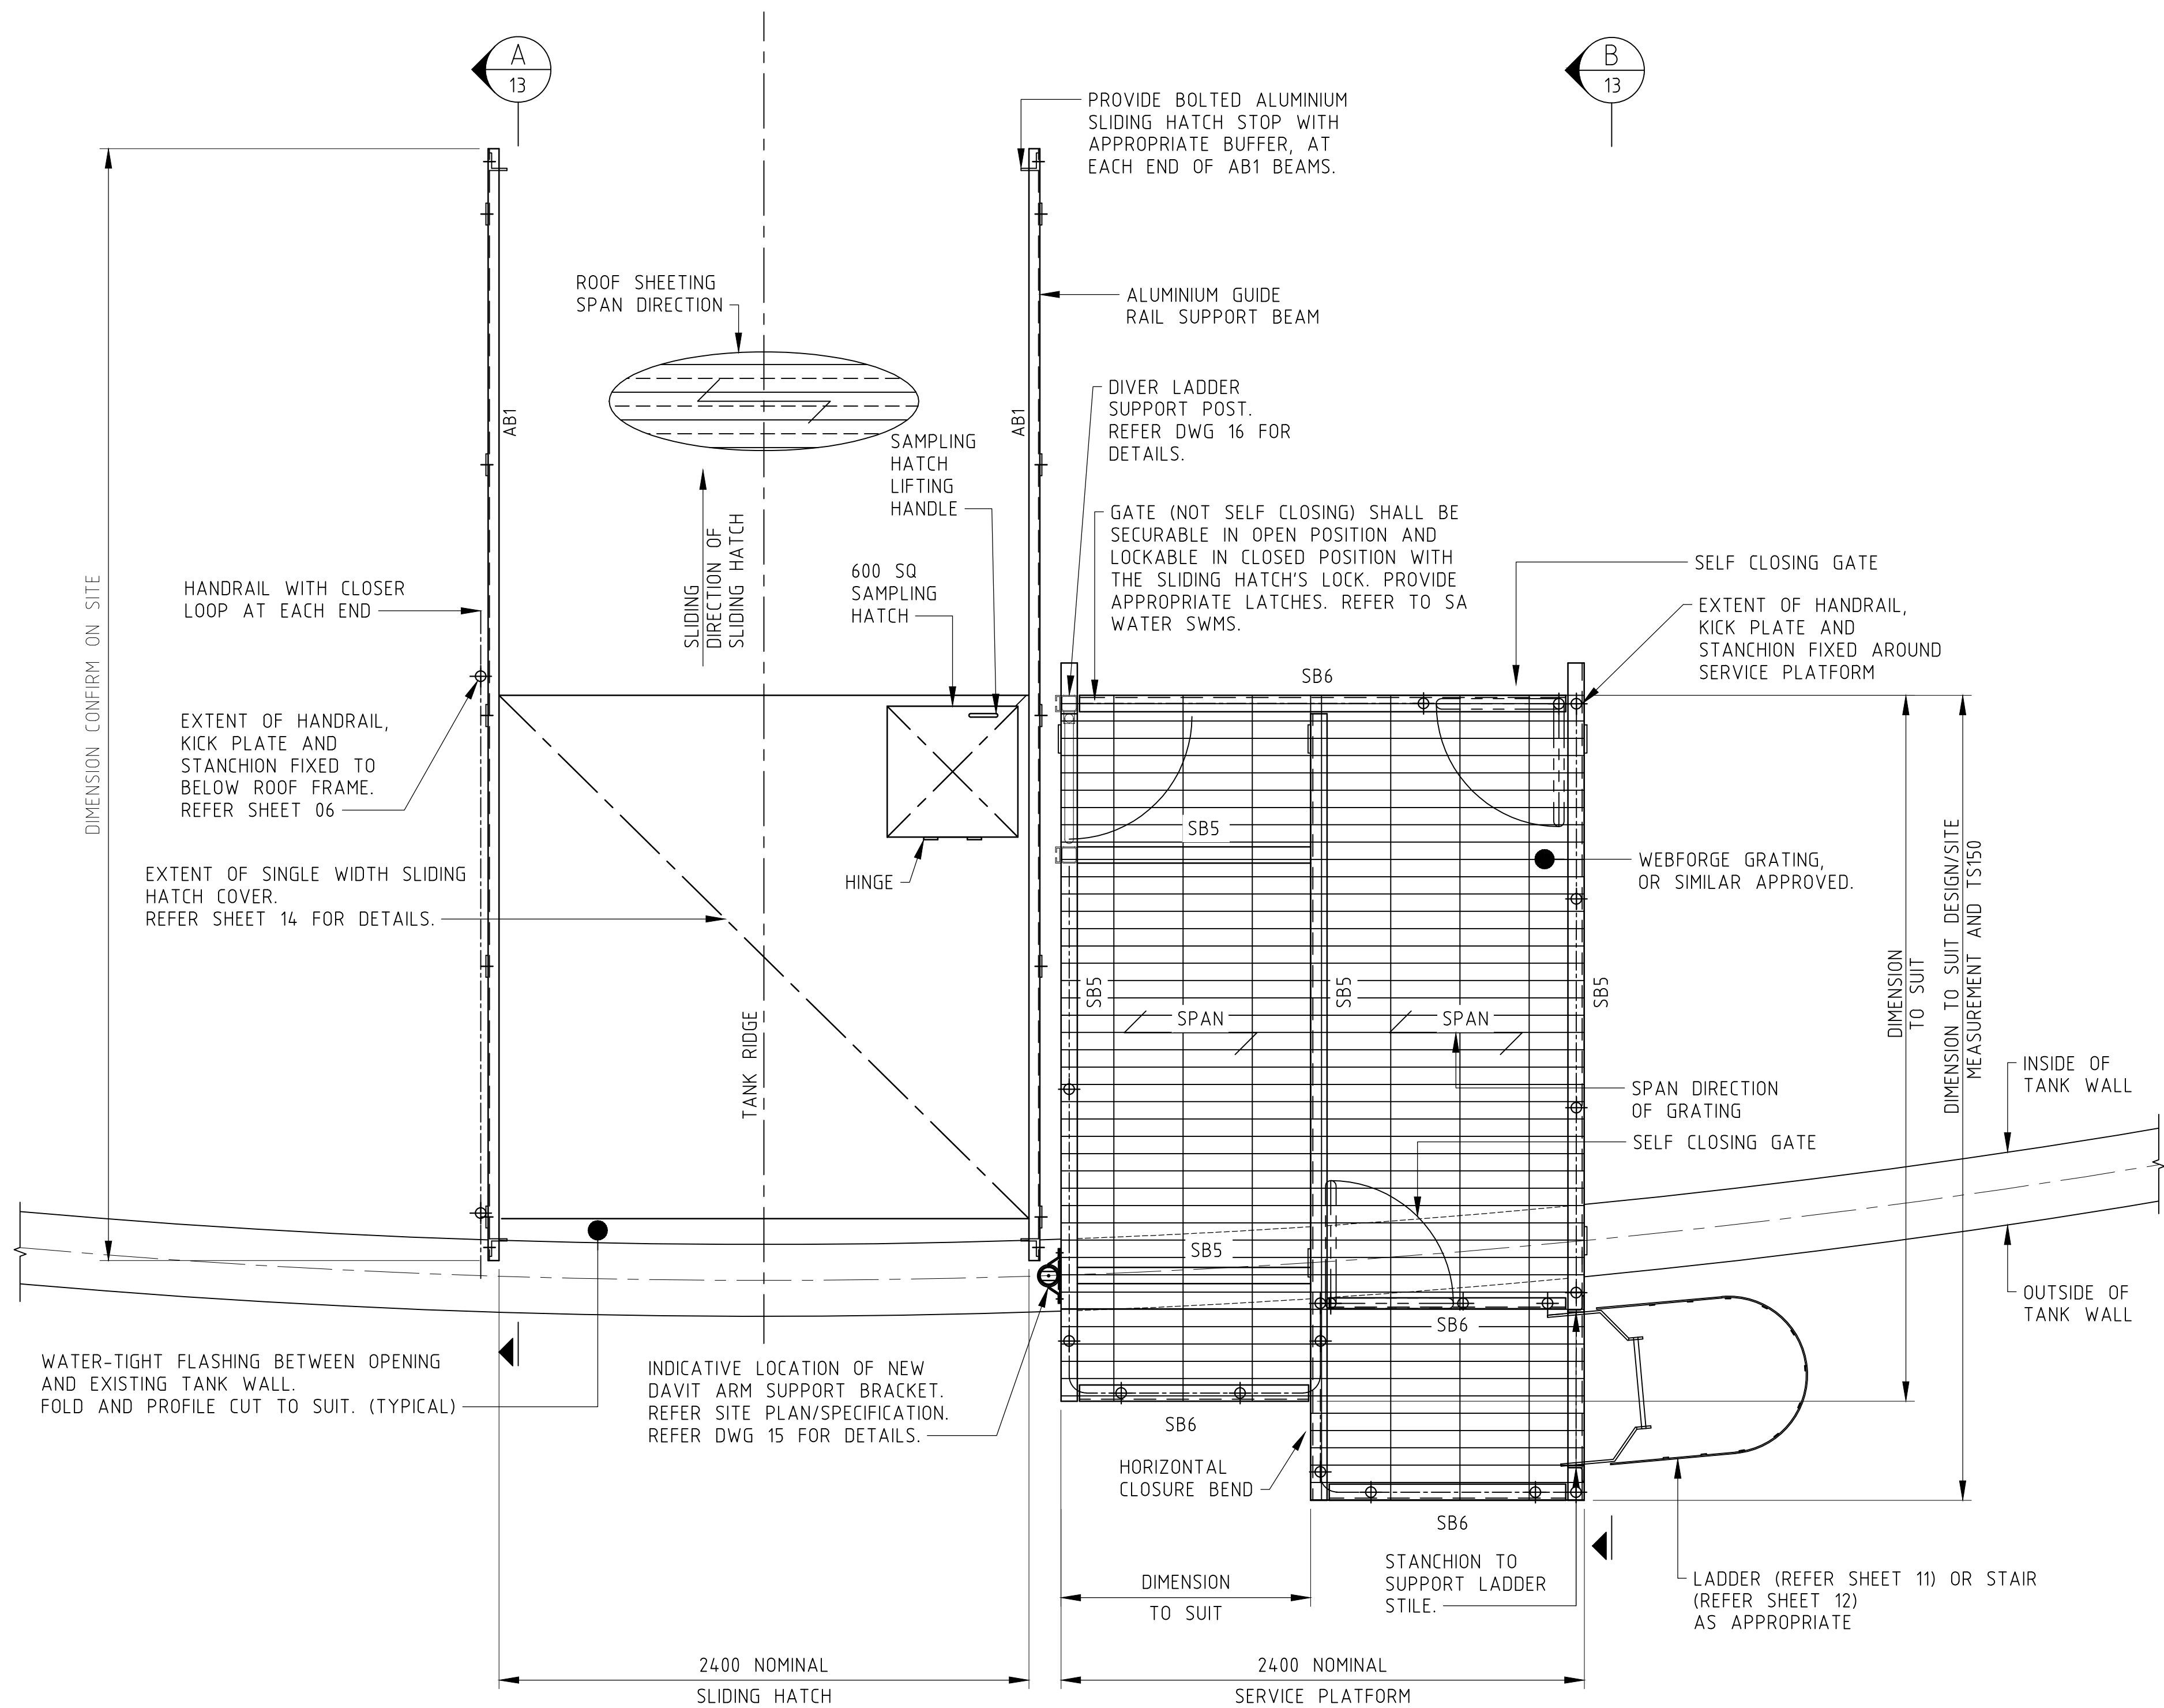 A
13
B
13
PROVIDE BOLTED ALUMINIUM
SLIDING HATCH STOP WITH
APPROPRIATE BUFFER, AT
EACH END OF AB1 BEAMS.
ROOF SHEETING
SPAN DIRECTION
ALUMINIUM GUIDE
RAIL SUPPORT BEAM
AB1
AB1
DIVER LADDER
SUPPORT POST.
REFER DWG 16 FOR
DETAILS.
SAMPLING
HATCH
LIFTING
HANDLE
SLIDING
DIRECTION OF
SLIDING HATCH
GATE (NOT SELF CLOSING) SHALL BE
SECURABLE IN OPEN POSITION AND
LOCKABLE IN CLOSED POSITION WITH
THE SLIDING HATCH'S LOCK. PROVIDE
APPROPRIATE LATCHES. REFER TO SA
WATER SWMS.
SELF CLOSING GATE
600 SQ
SAMPLING
HATCH
HANDRAIL WITH CLOSER
LOOP AT EACH END
EXTENT OF HANDRAIL,
KICK PLATE AND
STANCHION FIXED AROUND
SERVICE PLATFORM
DIMENSION CONFIRM ON SITE
SB6
EXTENT OF HANDRAIL,
KICK PLATE AND
STANCHION FIXED TO
BELOW ROOF FRAME.
REFER SHEET 06
SB5
EXTENT OF SINGLE WIDTH SLIDING
HATCH COVER.
REFER SHEET 14 FOR DETAILS.
HINGE
WEBFORGE GRATING,
OR SIMILAR APPROVED.
SB5
SB5
SB5
SPAN
SPAN
DIMENSION
TO SUIT
DIMENSION TO SUIT DESIGN/SITE
MEASUREMENT AND TS150
TANK RIDGE
SPAN DIRECTION
OF GRATING
INSIDE OF
TANK WALL
SELF CLOSING GATE
SB5
OUTSIDE OF
TANK WALL
SB6
WATER-TIGHT FLASHING BETWEEN OPENING
AND EXISTING TANK WALL.
FOLD AND PROFILE CUT TO SUIT. (TYPICAL)
INDICATIVE LOCATION OF NEW
DAVIT ARM SUPPORT BRACKET.
REFER SITE PLAN/SPECIFICATION.
REFER DWG 15 FOR DETAILS.
SB6
HORIZONTAL
CLOSURE BEND
SB6
STANCHION TO
SUPPORT LADDER
STILE.
LADDER (REFER SHEET 11) OR STAIR
(REFER SHEET 12)
AS APPROPRIATE
DIMENSION
TO SUIT
2400 NOMINAL
SLIDING HATCH
2400 NOMINAL
SERVICE PLATFORM